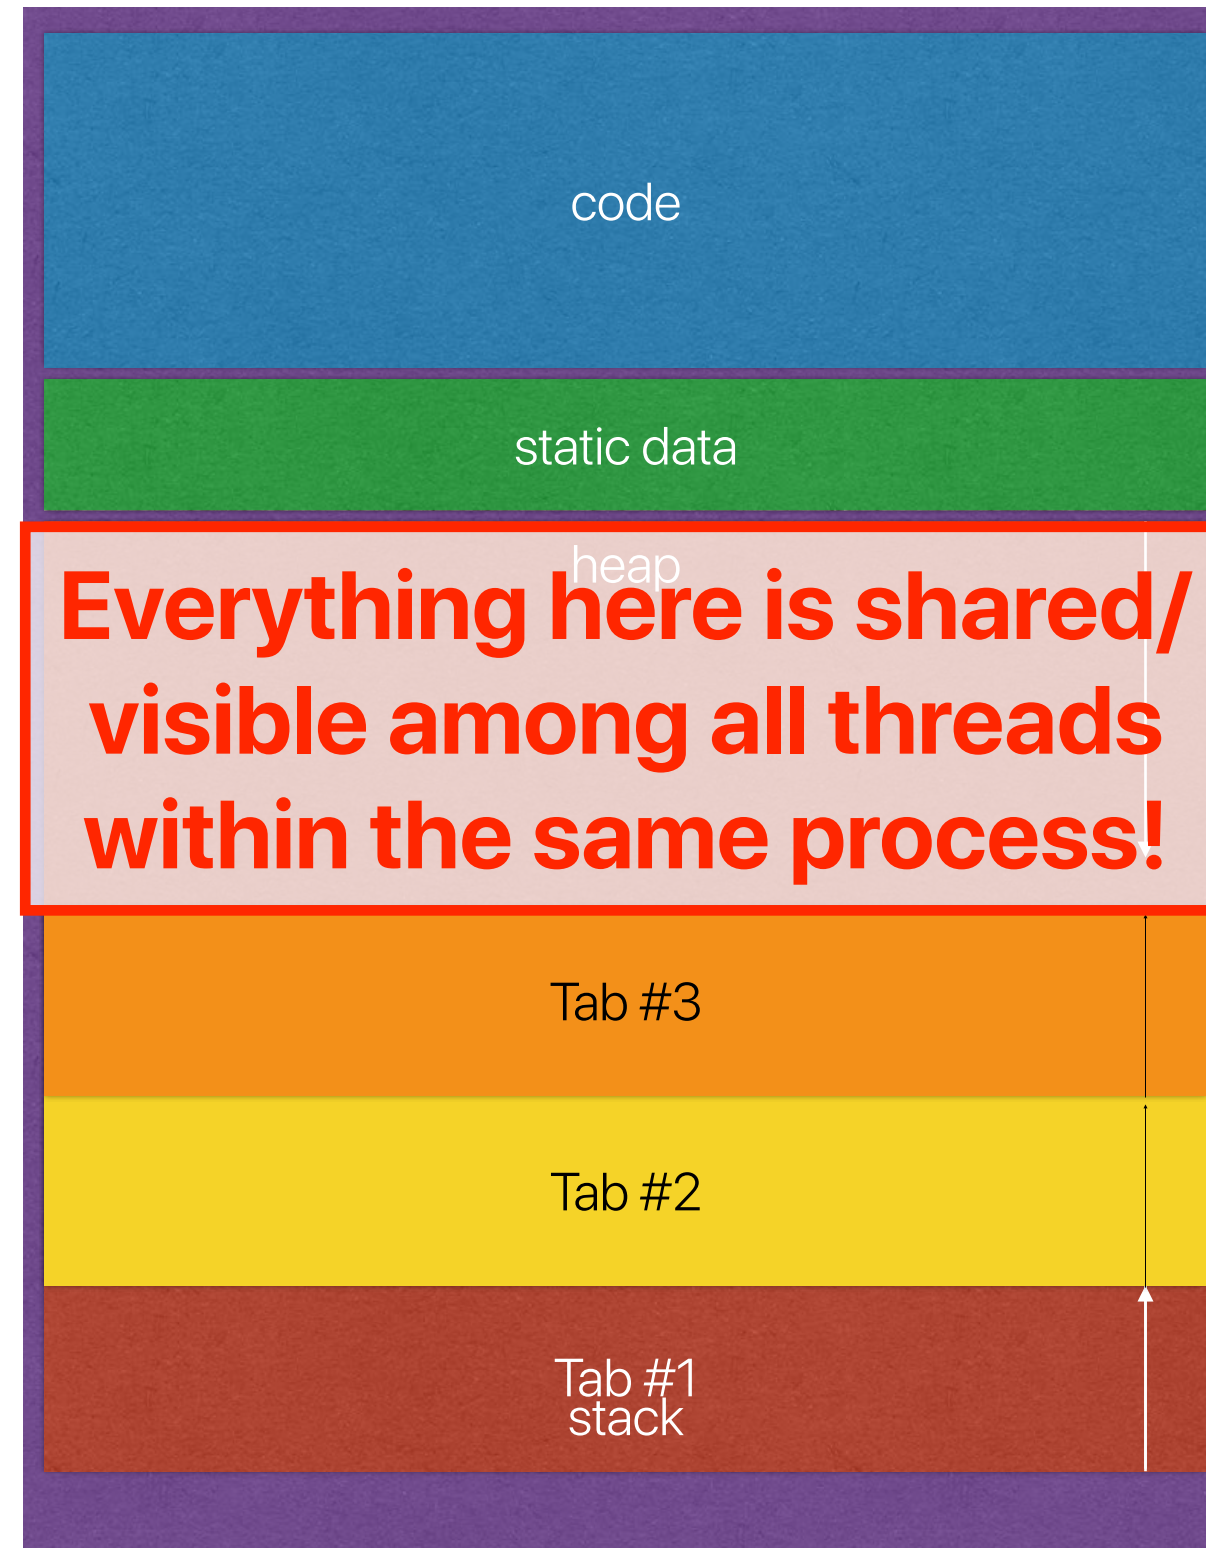 code
static data
heap
Everything here is shared/
visible among all threads
within the same process!
Tab #3
Tab #2
Tab #1
stack